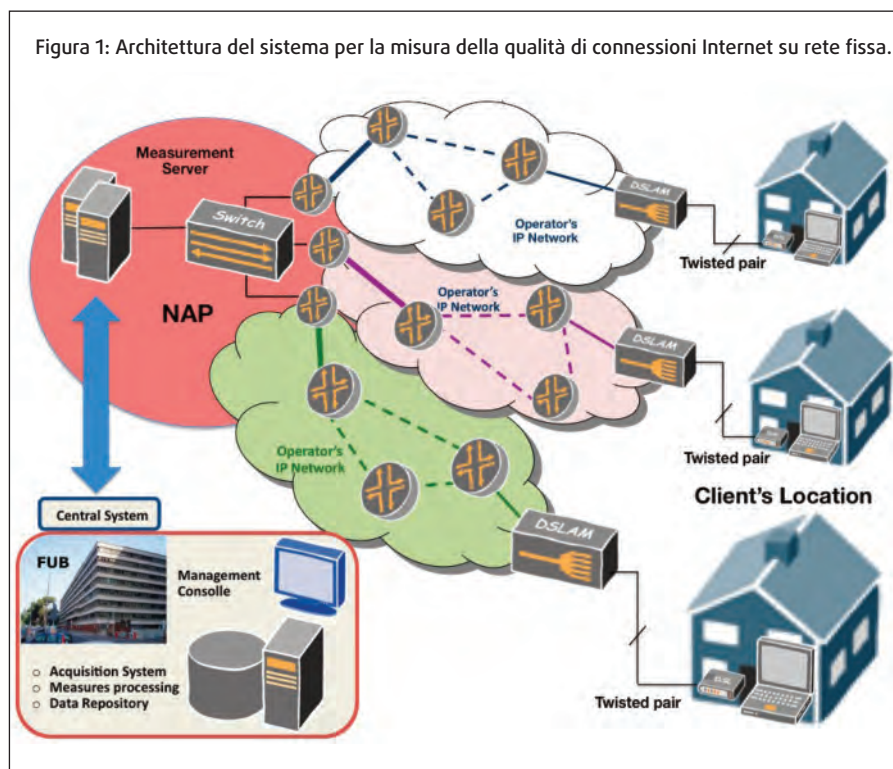 Figura 1: Architettura del sistema per la misura della qualità di connessioni Internet su rete fissa.
Measurement
Server
Switch
NAP
Operator's
IP Network
DSLAM
Twisted pair
Operator's
IP Network
DSLAM
Twisted pair
Operator's
IP Network
DSLAM
Twisted pair
Client's Location
Central System
FUB
Management
Consolle
o Acquisition System
o Measures processing
o Data Repository